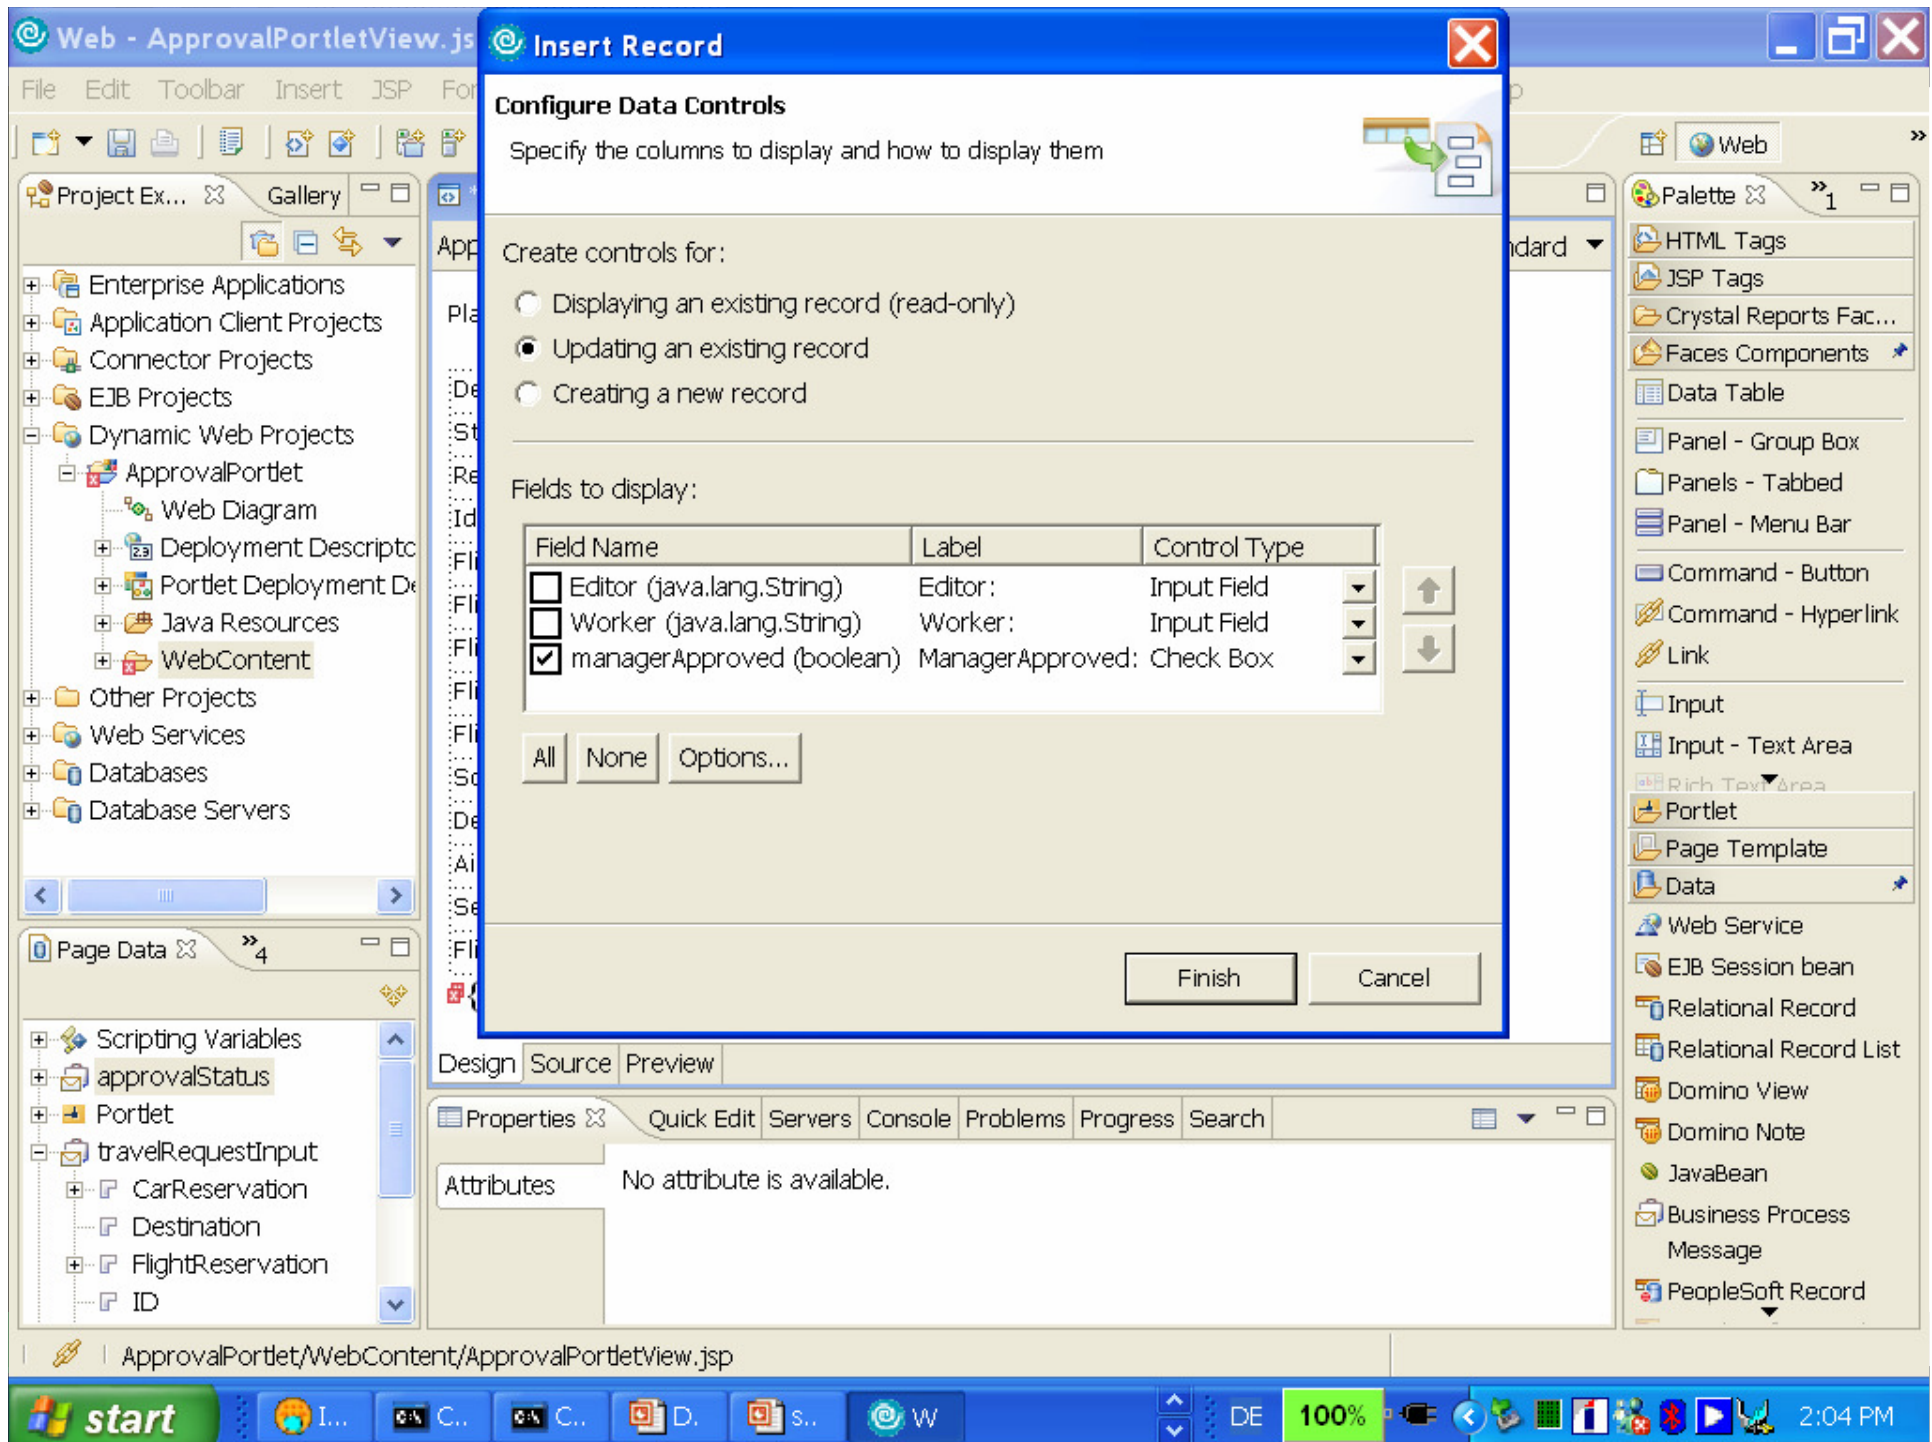 Web - ApprovalPortletView.js
Insert Record
File Edit Toolbar Insert JSP
Configure Data Controls
Specify the columns to display and how to display them
Web
Project Ex... Gallery
Palette
1
Create controls for:
Displaying an existing record (read-only)
Updating an existing record
Creating a new record
Fields to display:
Field Name Label Control Type
Editor (java.lang.String) Editor: Input Field
Worker (java.lang.String) Worker: Input Field
managerApproved (boolean) ManagerApproved: Check Box
All None Options...
Finish Cancel
Enterprise Applications
Application Client Projects
Connector Projects
EJB Projects
Dynamic Web Projects
ApprovalPortlet
Web Diagram
Deployment Descripto
Portlet Deployment De
Java Resources
WebContent
Other Projects
Web Services
Databases
Database Servers
Page Data
4
Scripting Variables
approvalStatus
Portlet
travelRequestInput
CarReservation
Destination
FlightReservation
ID
Design Source Preview
Properties Quick Edit Servers Console Problems Progress Search
Attributes
No attribute is available.
HTML Tags
JSP Tags
Crystal Reports Fac...
Faces Components
Data Table
Panel - Group Box
Panels - Tabbed
Panel - Menu Bar
Command - Button
Command - Hyperlink
Link
Input
Input - Text Area
Rich Text Area
Portlet
Page Template
Data
Web Service
EJB Session bean
Relational Record
Relational Record List
Domino View
Domino Note
JavaBean
Business Process
Message
PeopleSoft Record
ApprovalPortlet/WebContent/ApprovalPortletView.jsp
start I... C.. C.. D. s.. W DE 100% 2:04 PM